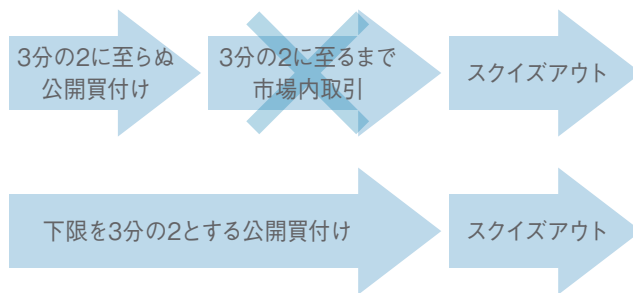 3分の2に至らぬ
公開買付け
3分の2に至るまで
市場内取引
スクイズアウト
下限を3分の2とする公開買付け
スクイズアウト